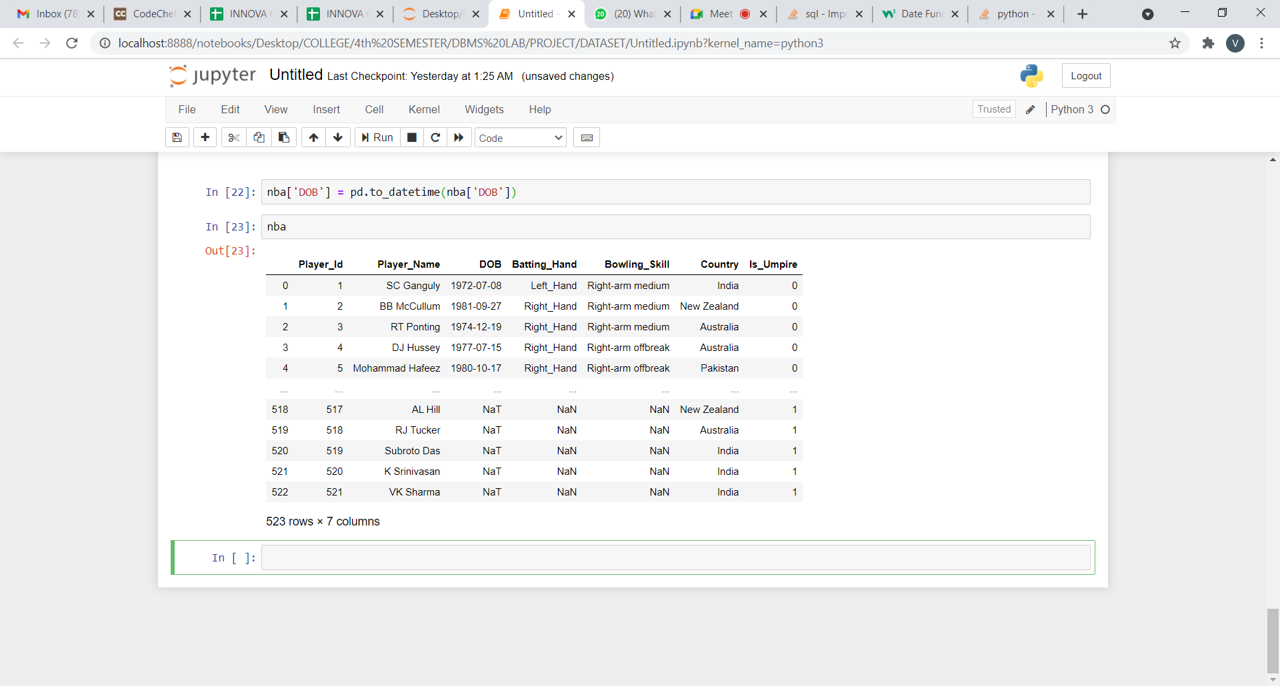 Inbox (78
CodeChef
INNOVA
INNOVA
Desktop/
Untitled
(20) What
Meet
sql - Impo
Date Func
python -
localhost:8888/notebooks/Desktop/COLLEGE/4th%20SEMESTER/DBMS%20LAB/PROJECT/DATASET/Untitled.ipynb?kernel_name=python3
V
jupyter Untitled Last Checkpoint: Yesterday at 1:25 AM (unsaved changes)
Logout
File Edit View Insert Cell Kernel Widgets Help
Trusted Python 3
Run Code
In [22]: nba['DOB'] = pd.to_datetime(nba['DOB'])
In [23]: nba
Out[23]:
Player_Id Player_Name DOB Batting_Hand Bowling_Skill Country Is_Umpire
0 1 SC Ganguly 1972-07-08 Left_Hand Right-arm medium India 0
1 2 BB McCullum 1981-09-27 Right_Hand Right-arm medium New Zealand 0
2 3 RT Ponting 1974-12-19 Right_Hand Right-arm medium Australia 0
3 4 DJ Hussey 1977-07-15 Right_Hand Right-arm offbreak Australia 0
4 5 Mohammad Hafeez 1980-10-17 Right_Hand Right-arm offbreak Pakistan 0
... ... ... ... ... ... ... ...
518 517 AL Hill NaT NaN NaN New Zealand 1
519 518 RJ Tucker NaT NaN NaN Australia 1
520 519 Subroto Das NaT NaN NaN India 1
521 520 K Srinivasan NaT NaN NaN India 1
522 521 VK Sharma NaT NaN NaN India 1
523 rows × 7 columns
In [ ]: